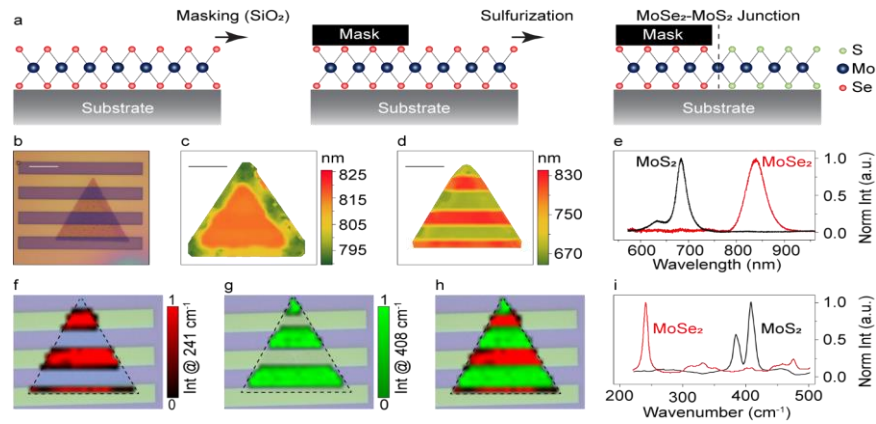 a
Masking (SiO₂)
Sulfurization
MoSe₂-MoS₂ Junction
Mask
Mask
S
Mo
Se
Substrate
Substrate
Substrate
b
c
nm
825
810
795
d
nm
830
750
670
e
MoS₂
MoSe₂
1.0
0.5
0.0
Norm Int (a.u.)
600
700
800
900
Wavelength (nm)
f
1
0
Int @ 241 cm⁻¹
g
1
0
Int @ 408 cm⁻¹
h
i
MoSe₂
MoS₂
1.0
0.5
0.0
Norm Int (a.u.)
200
300
400
500
Wavenumber (cm⁻¹)